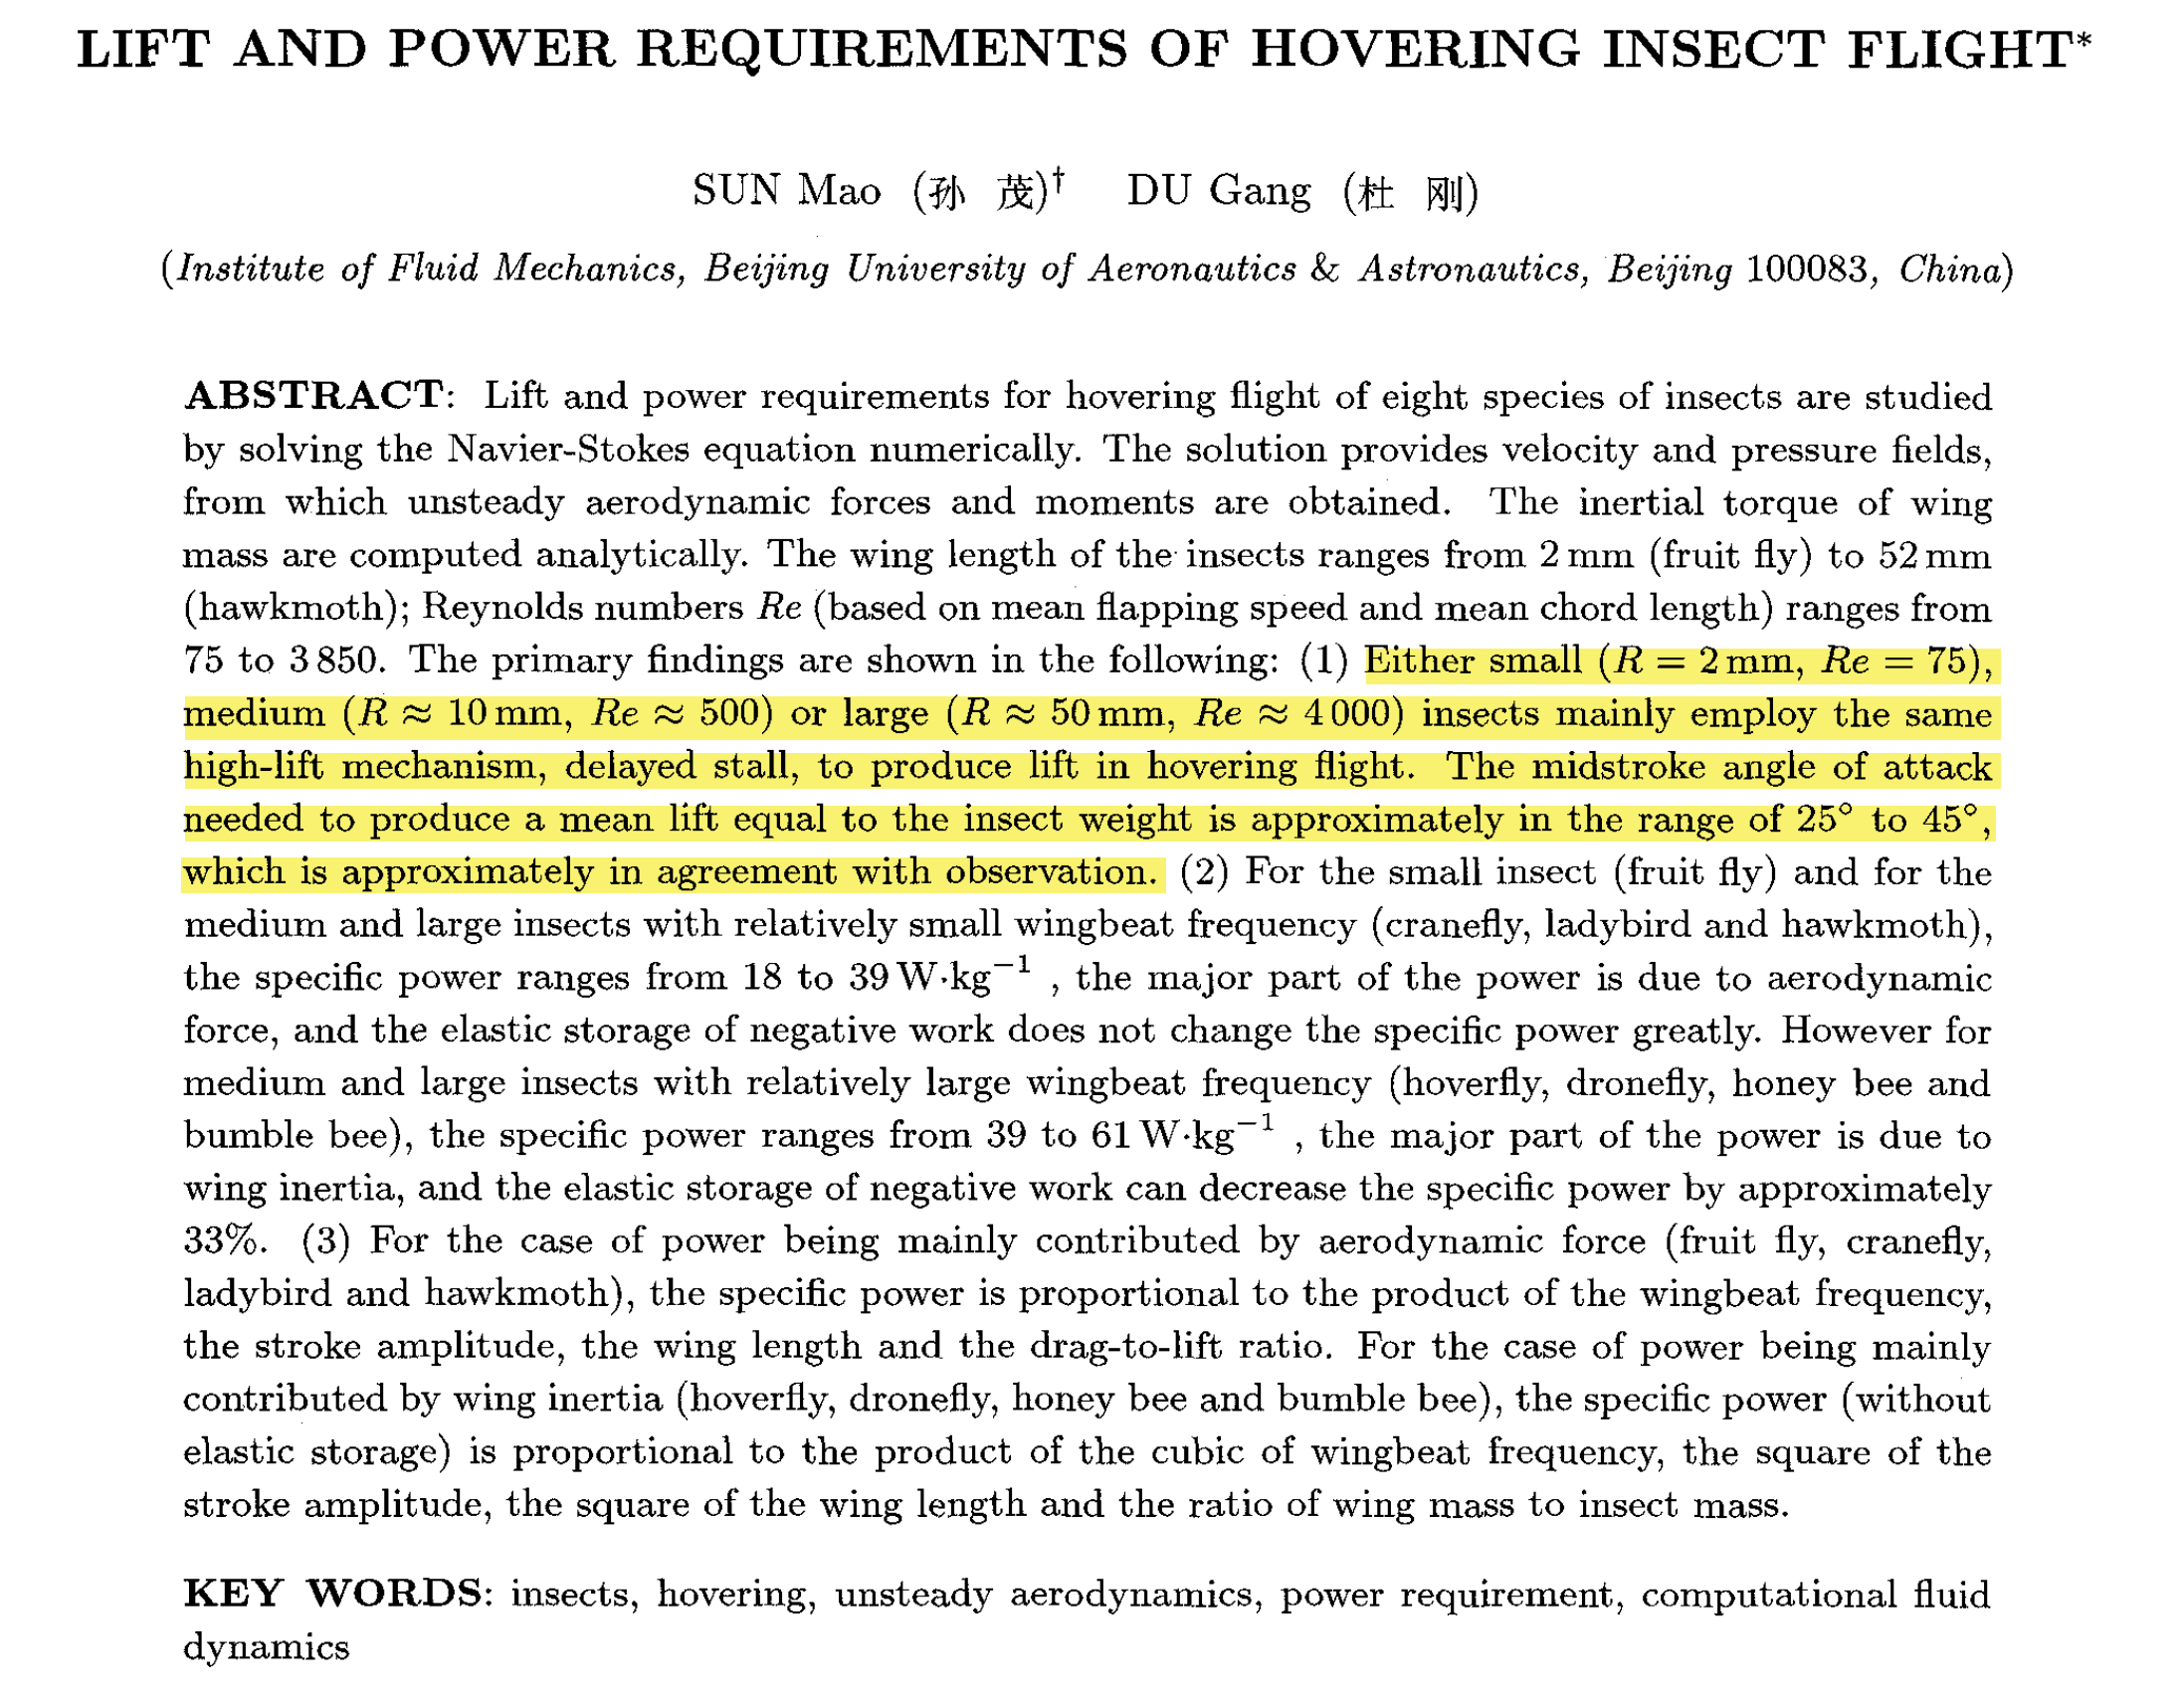 LIFT AND POWER REQUIREMENTS OF HOVERING INSECT FLIGHT*
SUN Mao (孙 茂)† DU Gang (杜 刚)
(Institute of Fluid Mechanics, Beijing University of Aeronautics & Astronautics, Beijing 100083, China)
ABSTRACT: Lift and power requirements for hovering flight of eight species of insects are studied
by solving the Navier-Stokes equation numerically. The solution provides velocity and pressure fields,
from which unsteady aerodynamic forces and moments are obtained. The inertial torque of wing
mass are computed analytically. The wing length of the insects ranges from 2 mm (fruit fly) to 52 mm
(hawkmoth); Reynolds numbers Re (based on mean flapping speed and mean chord length) ranges from
75 to 3 850. The primary findings are shown in the following: (1) Either small (R = 2 mm, Re = 75),
medium (R ≈ 10 mm, Re ≈ 500) or large (R ≈ 50 mm, Re ≈ 4 000) insects mainly employ the same
high-lift mechanism, delayed stall, to produce lift in hovering flight. The midstroke angle of attack
needed to produce a mean lift equal to the insect weight is approximately in the range of 25° to 45°,
which is approximately in agreement with observation. (2) For the small insect (fruit fly) and for the
medium and large insects with relatively small wingbeat frequency (cranefly, ladybird and hawkmoth),
the specific power ranges from 18 to 39 W·kg⁻¹ , the major part of the power is due to aerodynamic
force, and the elastic storage of negative work does not change the specific power greatly. However for
medium and large insects with relatively large wingbeat frequency (hoverfly, dronefly, honey bee and
bumble bee), the specific power ranges from 39 to 61 W·kg⁻¹ , the major part of the power is due to
wing inertia, and the elastic storage of negative work can decrease the specific power by approximately
33%. (3) For the case of power being mainly contributed by aerodynamic force (fruit fly, cranefly,
ladybird and hawkmoth), the specific power is proportional to the product of the wingbeat frequency,
the stroke amplitude, the wing length and the drag-to-lift ratio. For the case of power being mainly
contributed by wing inertia (hoverfly, dronefly, honey bee and bumble bee), the specific power (without
elastic storage) is proportional to the product of the cubic of wingbeat frequency, the square of the
stroke amplitude, the square of the wing length and the ratio of wing mass to insect mass.
KEY WORDS: insects, hovering, unsteady aerodynamics, power requirement, computational fluid
dynamics